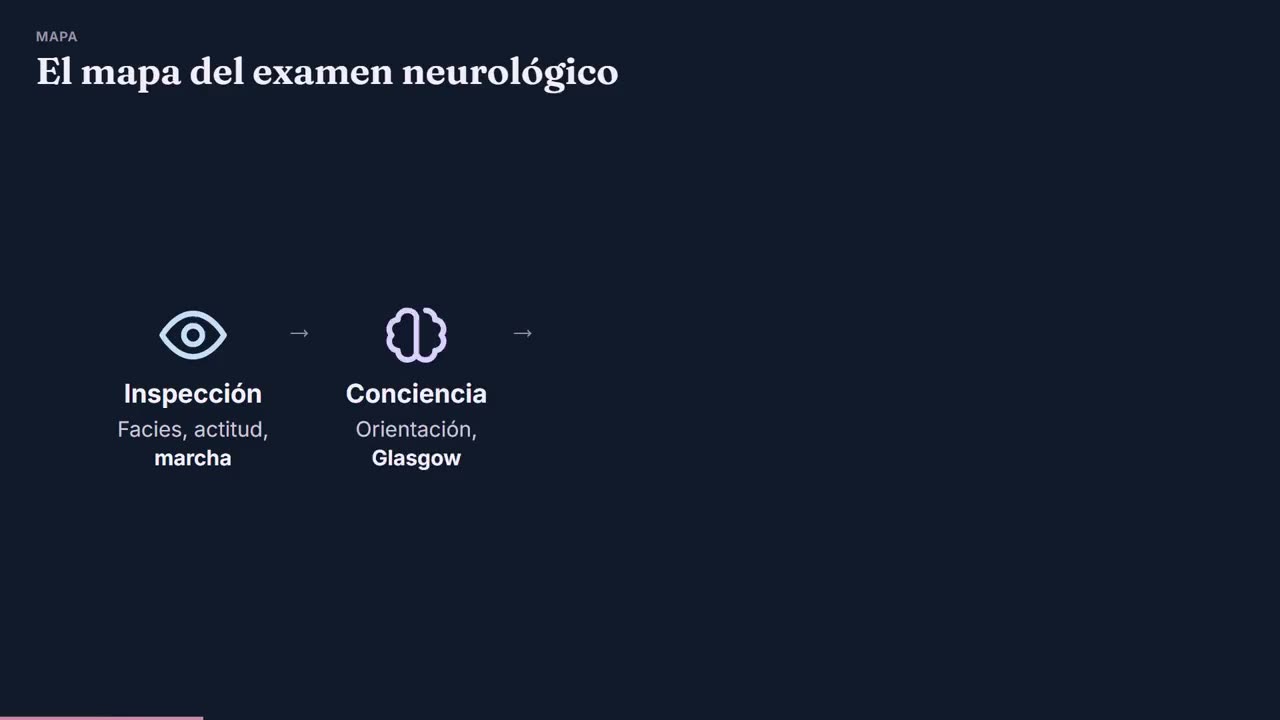 MAPA
El mapa del examen neurológico
→ →
Inspección
Facies, actitud,
marcha
Conciencia
Orientación,
Glasgow